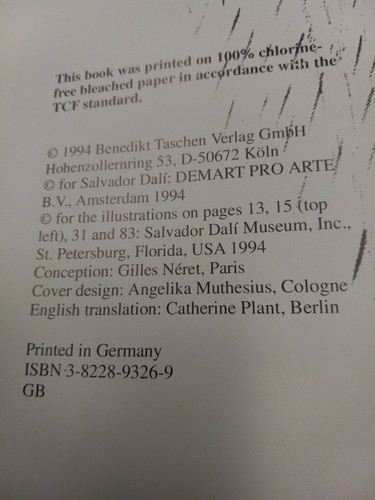 This book was printed on 100% chlorine-
free bleached paper in accordance with the
TCF standard.
© 1994 Benedikt Taschen Verlag GmbH
Hohenzollernring 53, D-50672 Köln
© for Salvador Dalí: DEMART PRO ARTE
B.V., Amsterdam 1994
© for the illustrations on pages 13, 15 (top
left), 31 and 83: Salvador Dalí Museum, Inc.,
St. Petersburg, Florida, USA 1994
Conception: Gilles Néret, Paris
Cover design: Angelika Muthesius, Cologne
English translation: Catherine Plant, Berlin
Printed in Germany
ISBN 3-8228-9326-9
GB